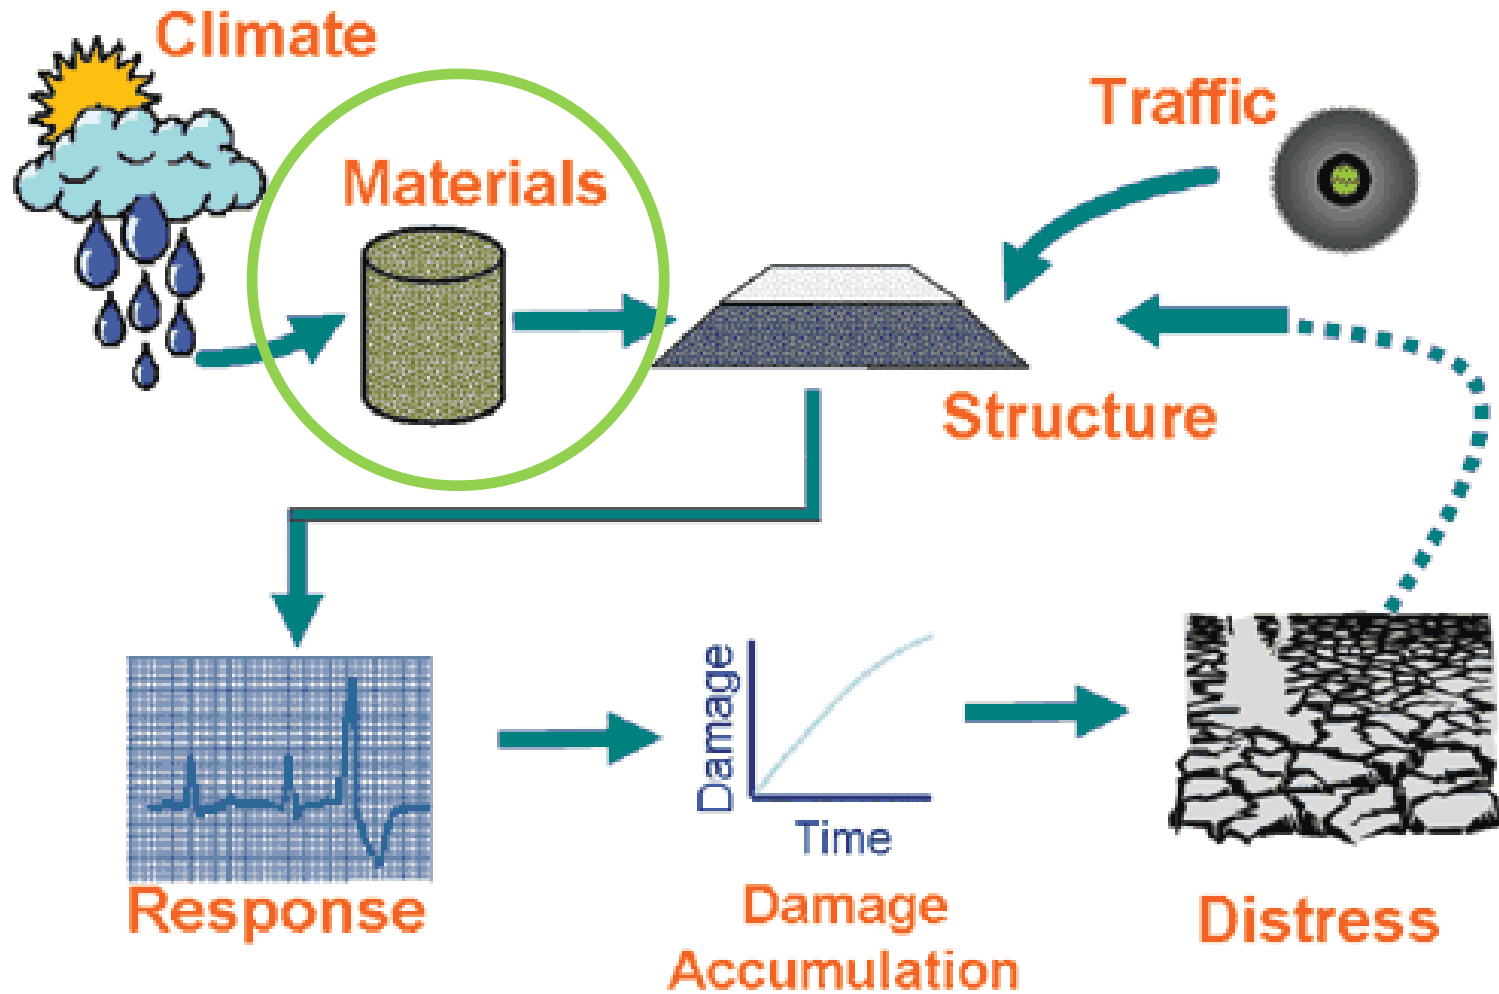 Climate
Traffic
Materials
Structure
Damage
Time
Response
Damage
Accumulation
Distress